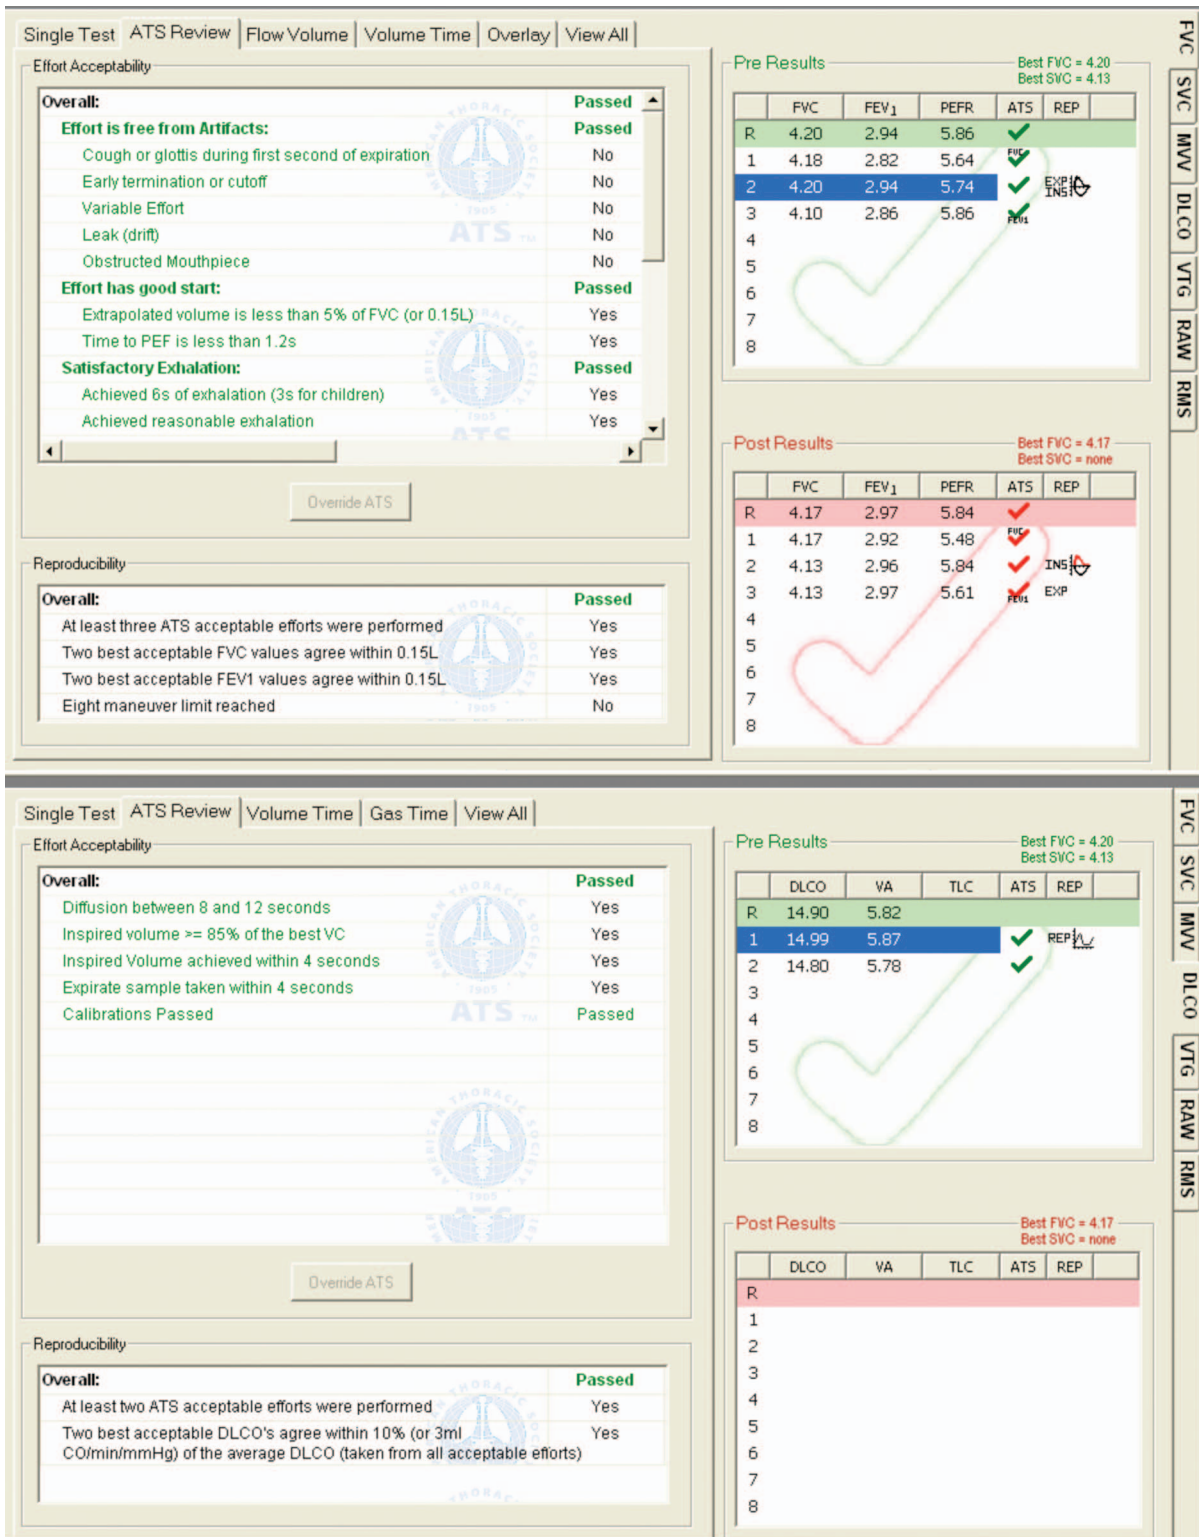 Single Test ATS Review Flow Volume Volume Time Overlay View All
Effort Acceptability
Overall: Passed
Effort is free from Artifacts: Passed
Cough or glottis during first second of expiration No
Early termination or cutoff No
Variable Effort No
Leak (drift) No
Obstructed Mouthpiece No
Effort has good start: Passed
Extrapolated volume is less than 5% of FVC (or 0.15L) Yes
Time to PEF is less than 1.2s Yes
Satisfactory Exhalation: Passed
Achieved 6s of exhalation (3s for children) Yes
Achieved reasonable exhalation Yes
Override ATS
Reproducibility
Overall: Passed
At least three ATS acceptable efforts were performed Yes
Two best acceptable FVC values agree within 0.15L Yes
Two best acceptable FEV1 values agree within 0.15L Yes
Eight maneuver limit reached No
Pre Results
Best FVC = 4.20
Best SVC = 4.13
FVC FEV1 PEFR ATS REP
R 4.20 2.94 5.86
1 4.18 2.82 5.64 FVC
2 4.20 2.94 5.74 EXP INS
3 4.10 2.86 5.86 FEV1
4
5
6
7
8
Post Results
Best FVC = 4.17
Best SVC = none
FVC FEV1 PEFR ATS REP
R 4.17 2.97 5.84
1 4.17 2.92 5.48 FVC
2 4.13 2.96 5.84 INS
3 4.13 2.97 5.61 FEV1 EXP
4
5
6
7
8
FVC
SVC
MVV
DLCO
VTG
RAW
RMS
Single Test ATS Review Volume Time Gas Time View All
Effort Acceptability
Overall: Passed
Diffusion between 8 and 12 seconds Yes
Inspired volume >= 85% of the best VC Yes
Inspired Volume achieved within 4 seconds Yes
Expirate sample taken within 4 seconds Yes
Calibrations Passed Passed
AMERICAN THORACIC SOCIETY
1905
ATS
Override ATS
Reproducibility
Overall: Passed
At least two ATS acceptable efforts were performed Yes
Two best acceptable DLCO's agree within 10% (or 3ml Yes
CO/min/mmHg) of the average DLCO (taken from all acceptable efforts)
Pre Results
Best FVC = 4.20
Best SVC = 4.13
DLCO VA TLC ATS REP
R 14.90 5.82
1 14.99 5.87 REP
2 14.80 5.78
3
4
5
6
7
8
Post Results
Best FVC = 4.17
Best SVC = none
DLCO VA TLC ATS REP
R
1
2
3
4
5
6
7
8
FVC
SVC
MVV
DLCO
VTG
RAW
RMS